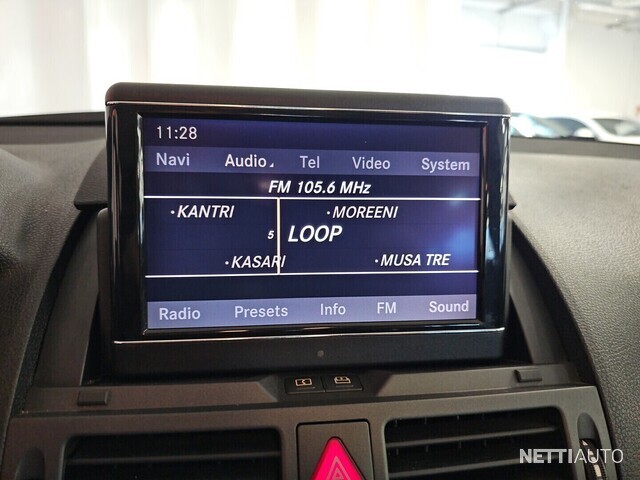 11:28
Navi Audio Tel Video System
FM 105.6 MHz
·KANTRI ·MOREENI
5 LOOP
·KASARI ·MUSA TRE
Radio Presets Info FM Sound
NETTIAUTO